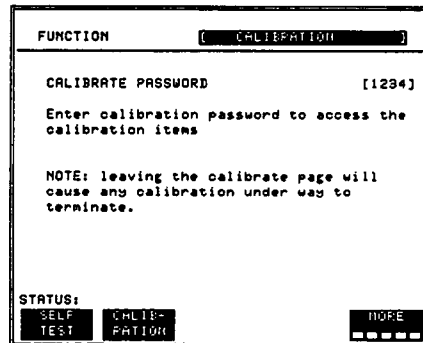 FUNCTION [ CALIBRATION ]
CALIBRATE PASSWORD [1234]
Enter calibration password to access the
calibration items
NOTE: leaving the calibrate page will
cause any calibration under way to
terminate.
STATUS:
SELF CALIB- MORE
TEST RATION